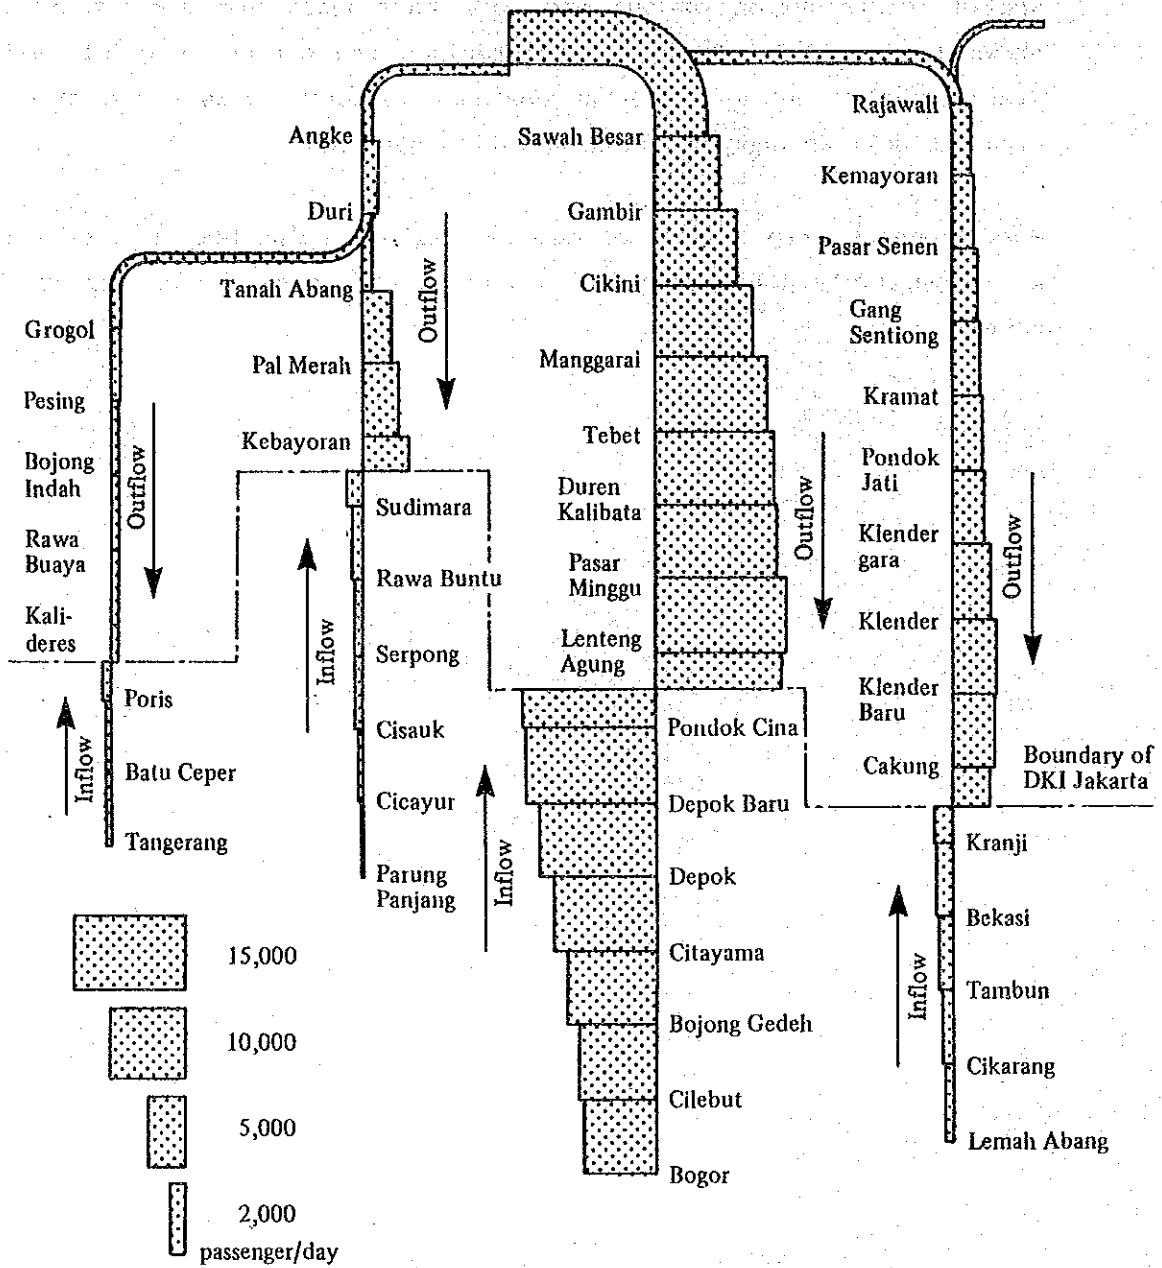 Angke
Duri
Tanah Abang
Pal Merah
Kebayoran
Outflow
Grogol
Pesing
Bojong
Indah
Rawa
Buaya
Kali-
deres
Outflow
Poris
Batu Ceper
Tangerang
Inflow
Sudimara
Rawa Buntu
Serpong
Cisauk
Cicayur
Parung
Panjang
Inflow
Sawah Besar
Gambir
Cikini
Manggarai
Tebet
Duren
Kalibata
Pasar
Minggu
Lenteng
Agung
Outflow
Pondok Cina
Depok Baru
Depok
Citayama
Bojong Gedeh
Cilebut
Bogor
Inflow
Rajawali
Kemayoran
Pasar Senen
Gang
Sentiong
Kramat
Pondok
Jati
Klender
gara
Klender
Klender
Baru
Cakung
Outflow
Boundary of
DKI Jakarta
Kranji
Bekasi
Tambun
Cikarang
Lemah Abang
Inflow
15,000
10,000
5,000
2,000
passenger/day